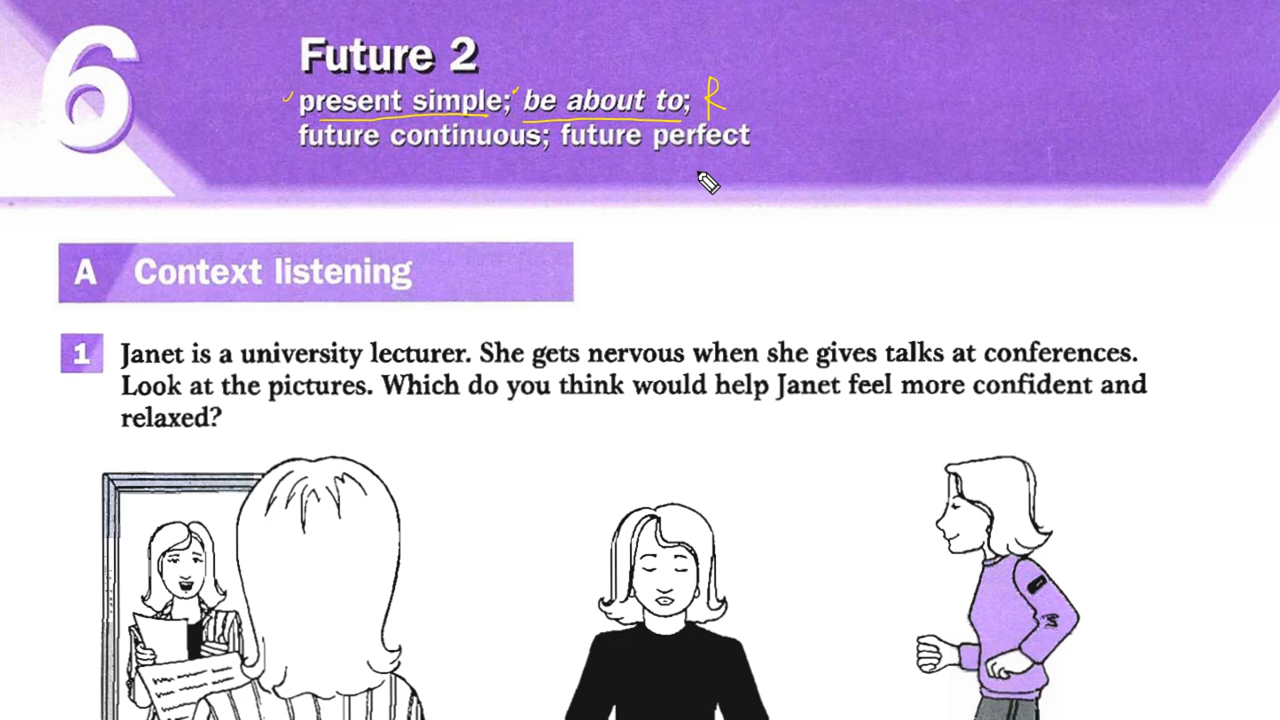 6
Future 2
present simple; be about to; R
future continuous; future perfect
A Context listening
1 Janet is a university lecturer. She gets nervous when she gives talks at conferences.
Look at the pictures. Which do you think would help Janet feel more confident and
relaxed?